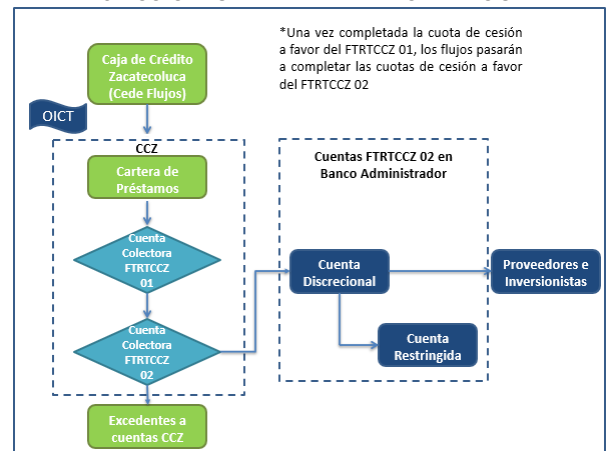 *Una vez completada la cuota de cesión
a favor del FTRTCCZ 01, los flujos pasarán
a completar las cuotas de cesión a favor
del FTRTCCZ 02
Caja de Crédito
Zacatecoluca
(Cede Flujos)
OICT
CCZ
Cartera de
Préstamos
Cuenta
Colectora
FTRTCCZ
01
Cuenta
Colectora
FTRTCCZ
02
Excedentes a
cuentas CCZ
Cuentas FTRTCCZ 02 en
Banco Administrador
Cuenta
Discrecional
Cuenta
Restringida
Proveedores e
Inversionistas